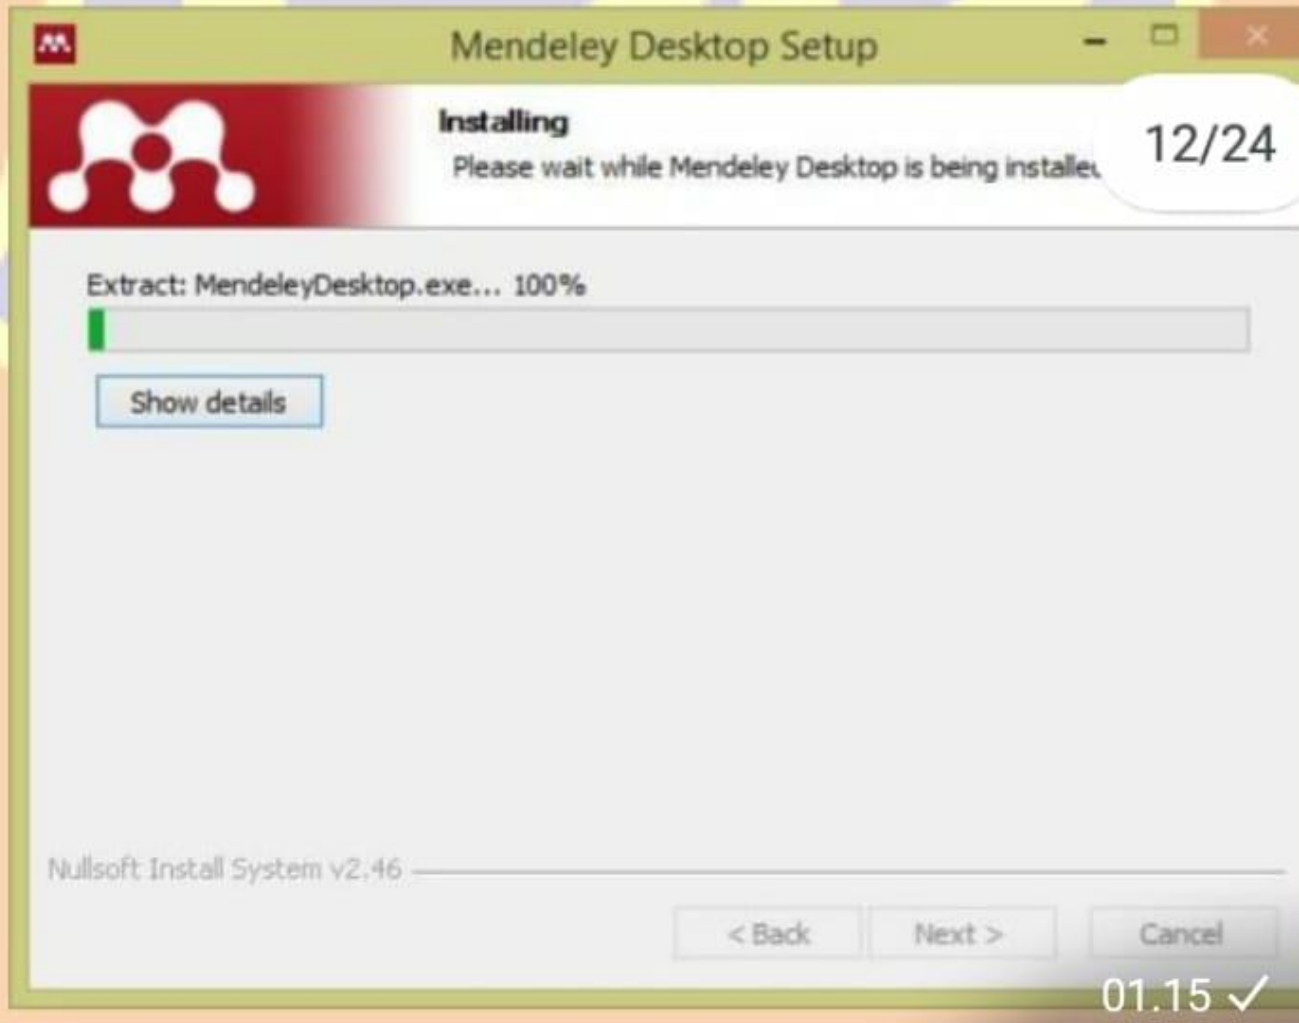 Mendeley Desktop Setup
Installing
12/24
Please wait while Mendeley Desktop is being installed
Extract: MendeleyDesktop.exe... 100%
Show details
Nullsoft Install System v2.46
< Back
Next >
Cancel
01.15